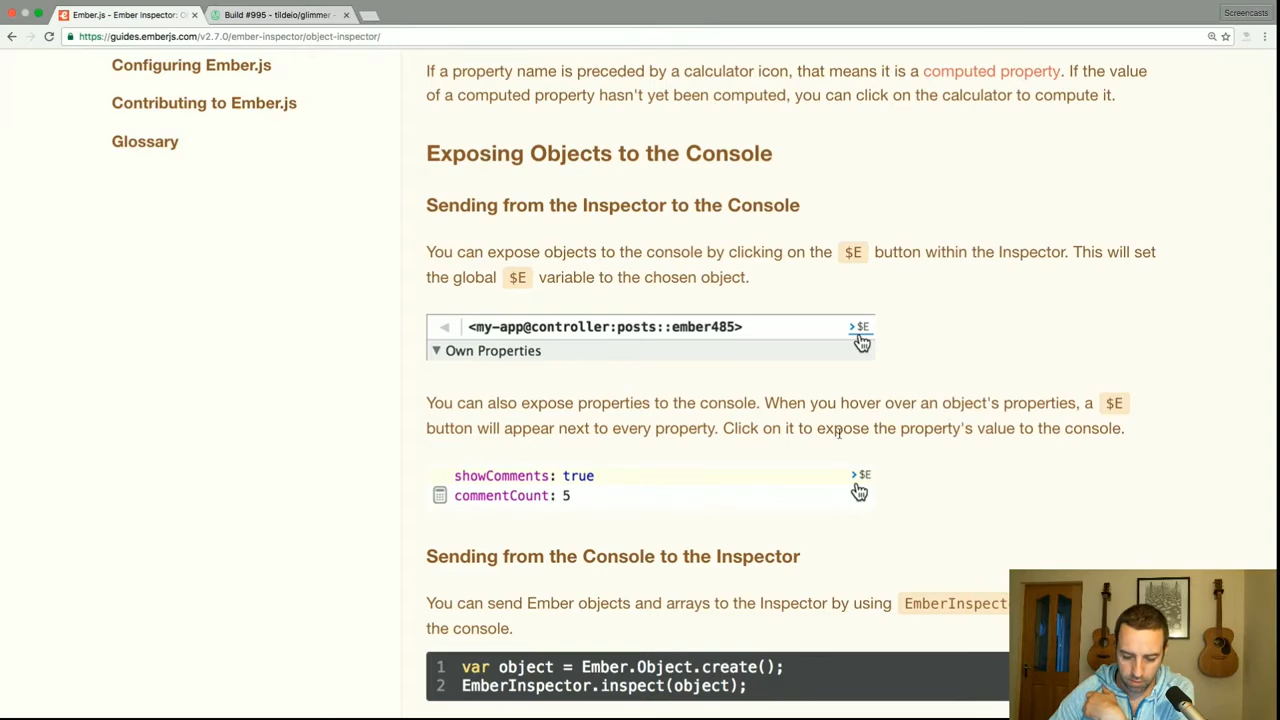 Ember.js - Ember Inspector: O
Build #995 - tildeio/glimmer -
Screencasts
https://guides.emberjs.com/v2.7.0/ember-inspector/object-inspector/
Configuring Ember.js
Contributing to Ember.js
Glossary
If a property name is preceded by a calculator icon, that means it is a computed property. If the value
of a computed property hasn't yet been computed, you can click on the calculator to compute it.
Exposing Objects to the Console
Sending from the Inspector to the Console
You can expose objects to the console by clicking on the $E button within the Inspector. This will set
the global $E variable to the chosen object.
<my-app@controller:posts::ember485> >$E
Own Properties
You can also expose properties to the console. When you hover over an object's properties, a $E
button will appear next to every property. Click on it to expose the property's value to the console.
showComments: true >$E
commentCount: 5
Sending from the Console to the Inspector
You can send Ember objects and arrays to the Inspector by using EmberInspect
the console.
1 var object = Ember.Object.create();
2 EmberInspector.inspect(object);